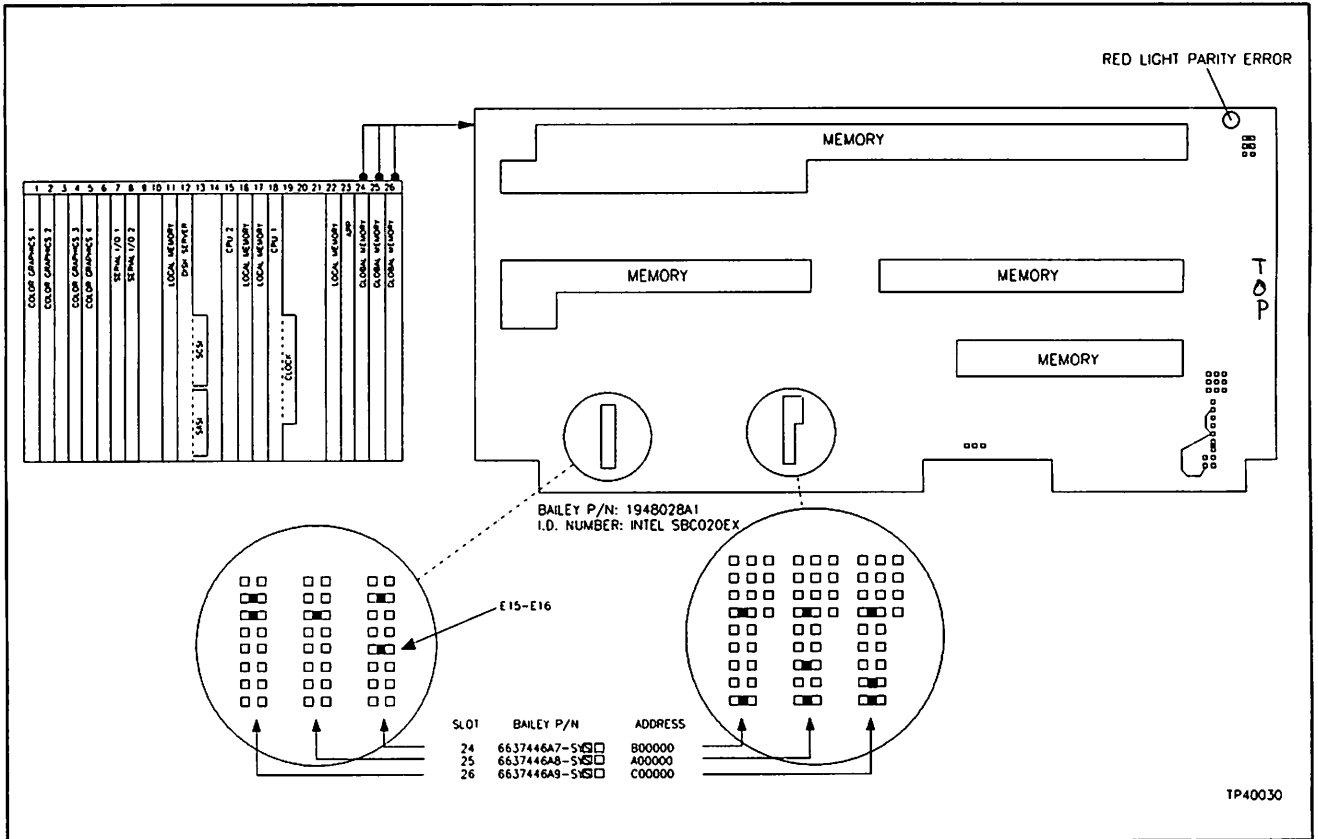 RED LIGHT PARITY ERROR
MEMORY
1 2 3 4 5 6 7 8 9 10 11 12 13 14 15 16 17 18 19 20 21 22 23 24 25 26
COLOR GRAPHICS 1
COLOR GRAPHICS 2
COLOR GRAPHICS 3
COLOR GRAPHICS 4
SERIAL I/O 1
SERIAL I/O 2
LOCAL MEMORY
DISK SERVER
SASI
SCSI
CPU 2
LOCAL MEMORY
LOCAL MEMORY
CPU 1
CLOCK
LOCAL MEMORY
APP
GLOBAL MEMORY
GLOBAL MEMORY
GLOBAL MEMORY
MEMORY
MEMORY
TOP
MEMORY
BAILEY P/N: 1948028A1
I.D. NUMBER: INTEL SBC020EX
E15-E16
SLOT BAILEY P/N ADDRESS
24 6637446A7-SY B00000
25 6637446A8-SY A00000
26 6637446A9-SY C00000
TP40030